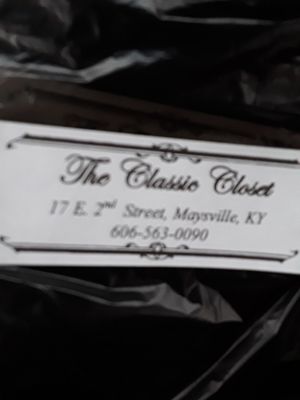 The Classic Closet
17 E. 2nd Street, Maysville, KY
606-563-0090